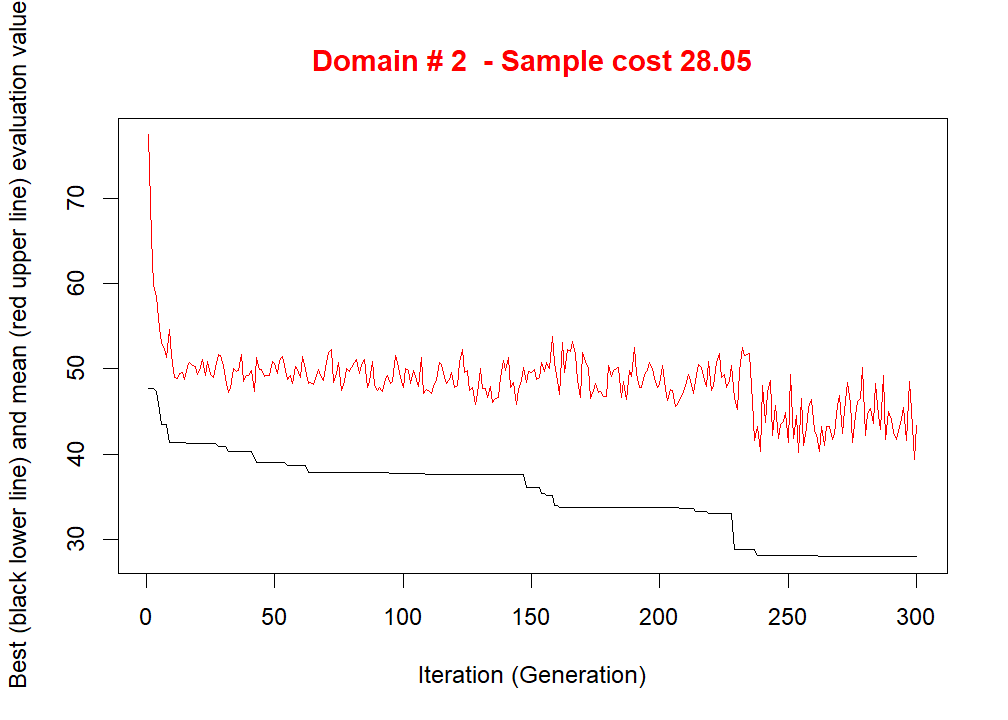 Domain # 2  - Sample cost 28.05
Best (black lower line) and mean (red upper line) evaluation value
70
60
50
40
30
0 50 100 150 200 250 300
Iteration (Generation)